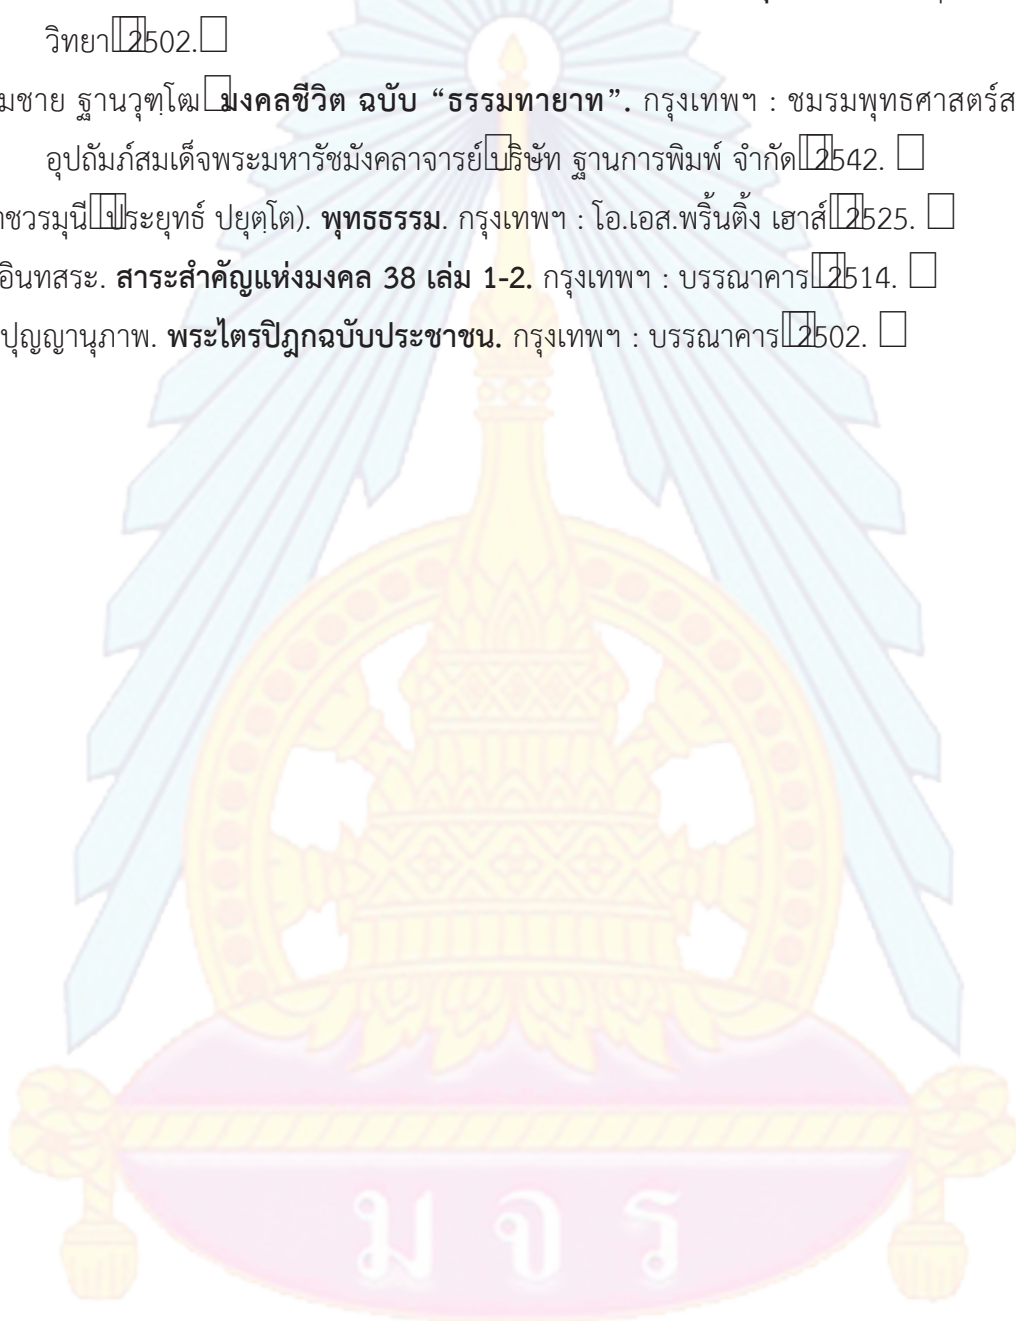 วิทยา 2502.
มชาย ฐานวุฑฺโฒ มงคลชีวิต ฉบับ “ธรรมทายาท”. กรุงเทพฯ : ชมรมพุทธศาสตร์ส
อุปถัมภ์สมเด็จพระมหารัชมังคลาจารย์ บริษัท ฐานการพิมพ์ จำกัด 2542.
าชวรมุนี ประยุทธ์ ปยุตฺโต). พุทธธรรม. กรุงเทพฯ : โอ.เอส.พริ้นติ้ง เฮาส์ 2525.
อินทสระ. สาระสำคัญแห่งมงคล 38 เล่ม 1-2. กรุงเทพฯ : บรรณาคาร 2514.
ปุญญานุภาพ. พระไตรปิฎกฉบับประชาชน. กรุงเทพฯ : บรรณาคาร 2502.
ม จ ร